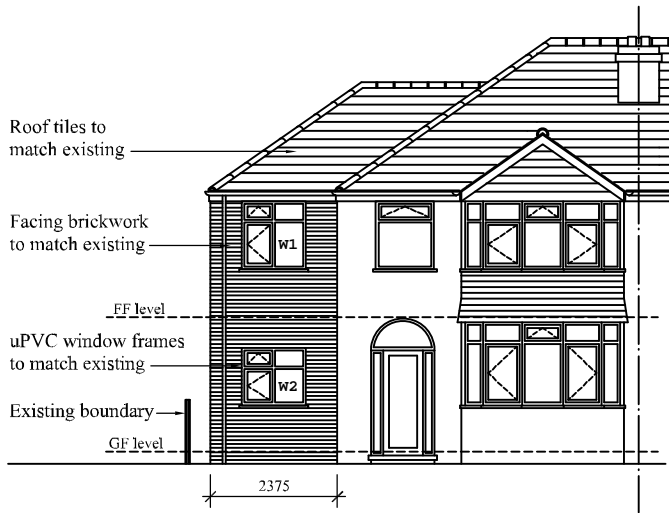 Roof tiles to
match existing
Facing brickwork
to match existing
W1
FF level
uPVC window frames
to match existing
W2
Existing boundary
GF level
2375